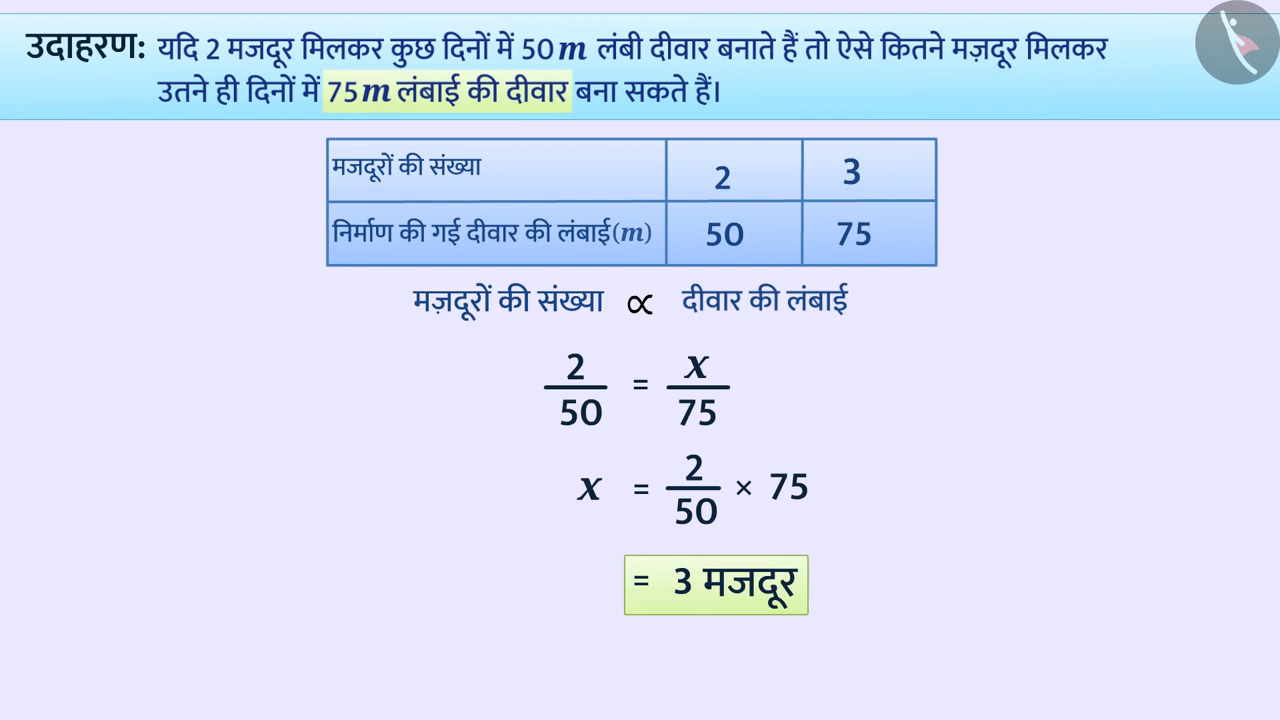 उदाहरण: यदि 2 मजदूर मिलकर कुछ दिनों में 50 m लंबी दीवार बनाते हैं तो ऐसे कितने मज़दूर मिलकर
उतने ही दिनों में 75 m लंबाई की दीवार बना सकते हैं।
मजदूरों की संख्या 2 3
निर्माण की गई दीवार की लंबाई(m) 50 75
मज़दूरों की संख्या ∝ दीवार की लंबाई
2/50 = x/75
x = 2/50 × 75
= 3 मजदूर